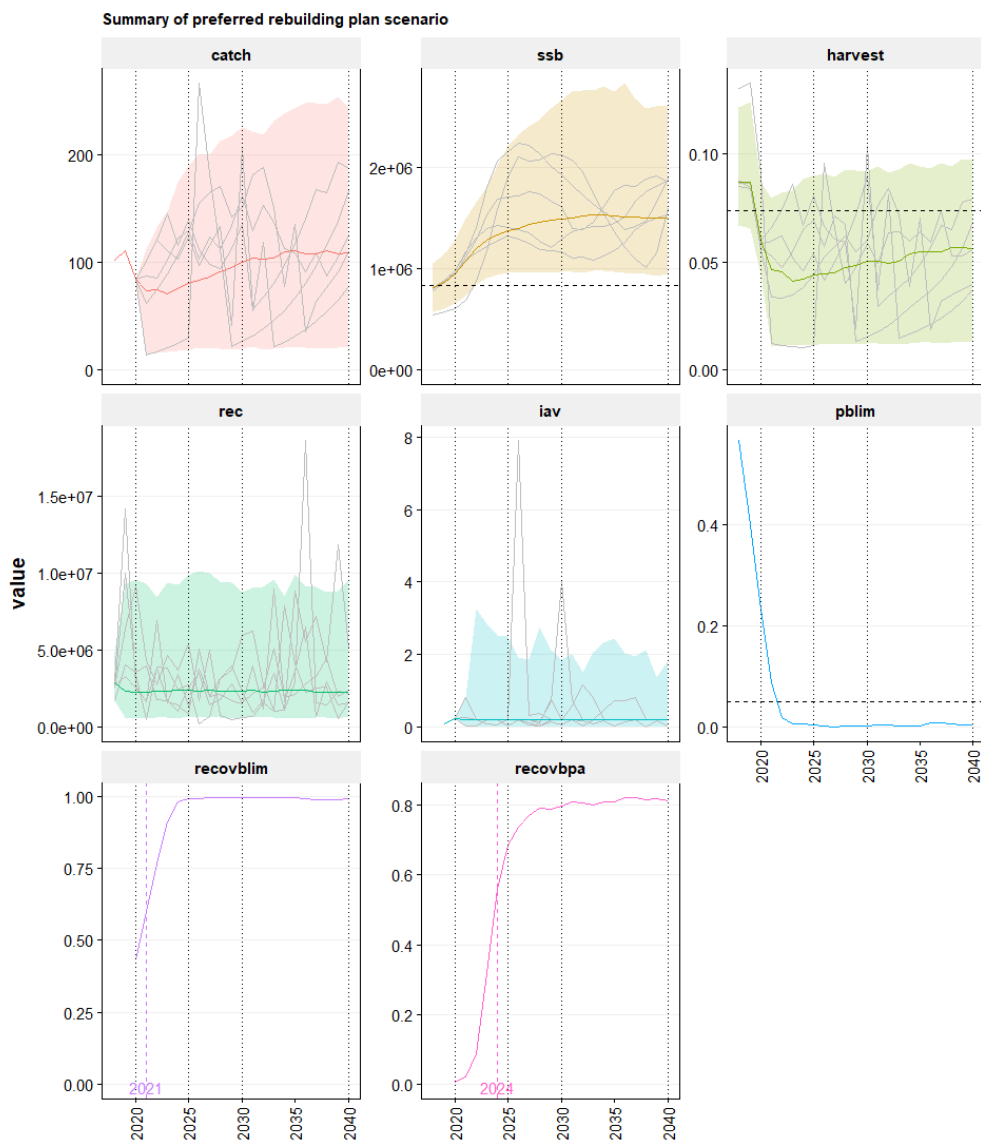 Summary of preferred rebuilding plan scenario
catch
ssb
harvest
200
100
0
2e+06
1e+06
0e+00
0.10
0.05
0.00
rec
iav
pblim
value
1.5e+07
1.0e+07
5.0e+06
0.0e+00
8
6
4
2
0
0.4
0.2
0.0
2020
2025
2030
2035
2040
recovblim
recovbpa
1.00
0.75
0.50
0.25
0.00
2021
0.8
0.6
0.4
0.2
0.0
2024
2020
2025
2030
2035
2040
2020
2025
2030
2035
2040